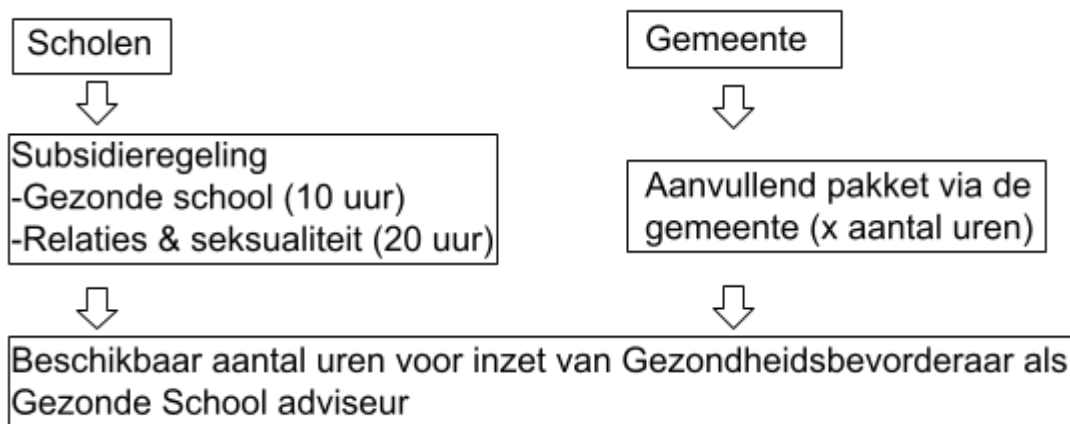 Scholen
Gemeente
Subsidieregeling
-Gezonde school (10 uur)
-Relaties & seksualiteit (20 uur)
Aanvullend pakket via de
gemeente (x aantal uren)
Beschikbaar aantal uren voor inzet van Gezondheidsbevorderaar als
Gezonde School adviseur